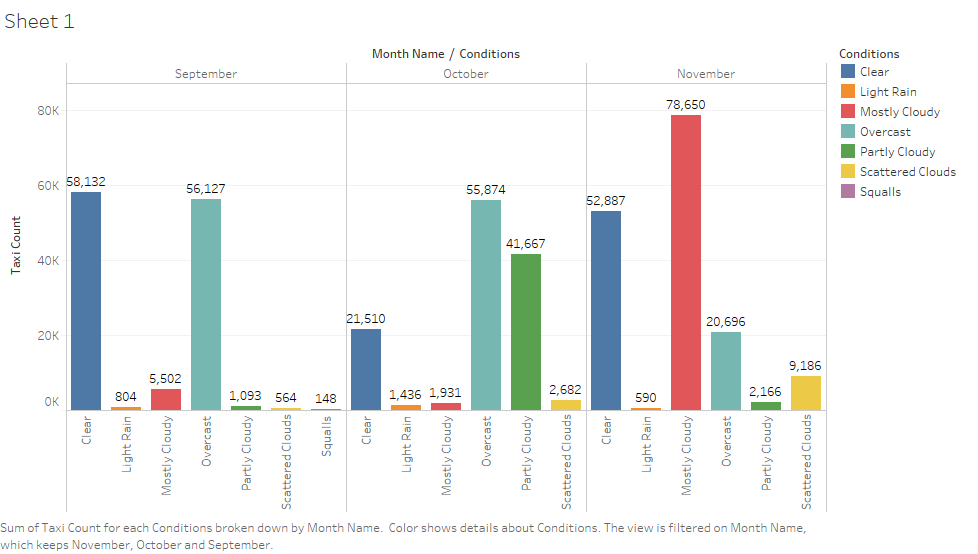 Sheet 1
Month Name / Conditions
September
October
November
Taxi Count
80K
60K
40K
20K
0K
58,132
804
5,502
56,127
1,093
564
148
21,510
1,436
1,931
55,874
41,667
2,682
52,887
590
78,650
20,696
2,166
9,186
Clear
Light Rain
Mostly Cloudy
Overcast
Partly Cloudy
Scattered Clouds
Squalls
Clear
Light Rain
Mostly Cloudy
Overcast
Partly Cloudy
Scattered Clouds
Clear
Light Rain
Mostly Cloudy
Overcast
Partly Cloudy
Scattered Clouds
Conditions
Clear
Light Rain
Mostly Cloudy
Overcast
Partly Cloudy
Scattered Clouds
Squalls
Sum of Taxi Count for each Conditions broken down by Month Name.  Color shows details about Conditions. The view is filtered on Month Name,
which keeps November, October and September.